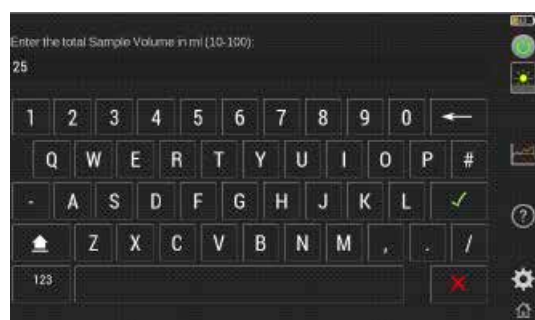 Enter the total Sample Volume in ml (10-100):
25
1 2 3 4 5 6 7 8 9 0
Q W E R T Y U I O P #
- A S D F G H J K L
Z X C V B N M , . /
123